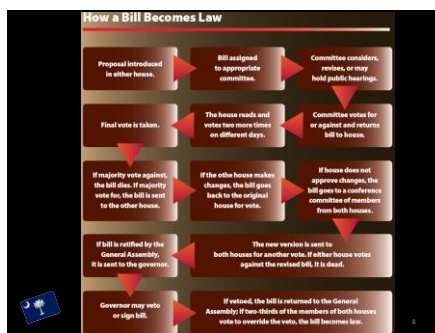 How a Bill Becomes Law
Proposal introduced
in either house.
Bill assigned
to appropriate
committee.
Committee considers,
revises, or may
hold public hearings.
Committee votes for
or against and returns
bill to house.
The house reads and
votes two more times
on different days.
Final vote is taken.
If majority vote against,
the bill dies. If majority
vote for, the bill is sent
to the other house.
If the othe house makes
changes, the bill goes
back to the original
house for vote.
If house does not
approve changes, the
bill goes to a conference
committee of members
from both houses.
The new version is sent to
both houses for another vote. If either house votes
against the revised bill, it is dead.
If bill is ratified by the
General Assembly,
it is sent to the governor.
Governor may veto
or sign bill.
If vetoed, the bill is returned to the General
Assembly; if two-thirds of the members of both houses
vote to override the veto, the bill becomes law.
8